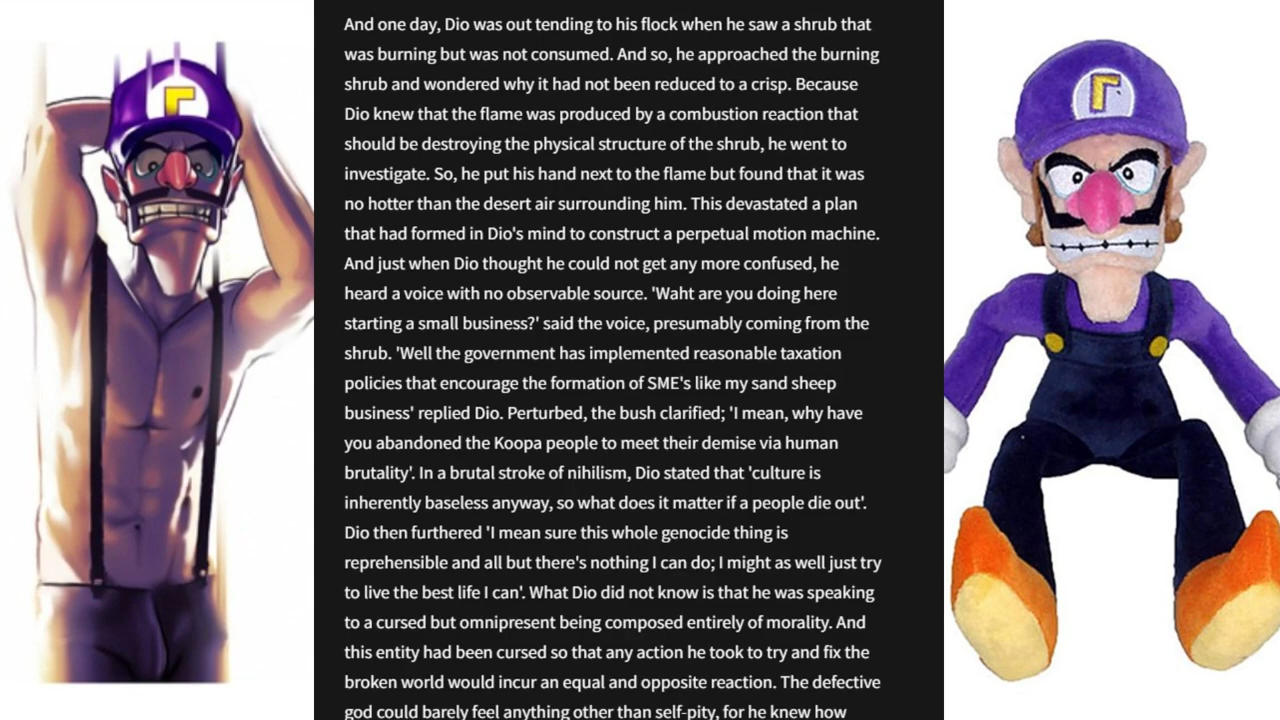 And one day, Dio was out tending to his flock when he saw a shrub that
was burning but was not consumed. And so, he approached the burning
shrub and wondered why it had not been reduced to a crisp. Because
Dio knew that the flame was produced by a combustion reaction that
should be destroying the physical structure of the shrub, he went to
investigate. So, he put his hand next to the flame but found that it was
no hotter than the desert air surrounding him. This devastated a plan
that had formed in Dio's mind to construct a perpetual motion machine.
And just when Dio thought he could not get any more confused, he
heard a voice with no observable source. 'Waht are you doing here
starting a small business?' said the voice, presumably coming from the
shrub. 'Well the government has implemented reasonable taxation
policies that encourage the formation of SME's like my sand sheep
business' replied Dio. Perturbed, the bush clarified; 'I mean, why have
you abandoned the Koopa people to meet their demise via human
brutality'. In a brutal stroke of nihilism, Dio stated that 'culture is
inherently baseless anyway, so what does it matter if a people die out'.
Dio then furthered 'I mean sure this whole genocide thing is
reprehensible and all but there's nothing I can do; I might as well just try
to live the best life I can'. What Dio did not know is that he was speaking
to a cursed but omnipresent being composed entirely of morality. And
this entity had been cursed so that any action he took to try and fix the
broken world would incur an equal and opposite reaction. The defective
god could barely feel anything other than self-pity, for he knew how